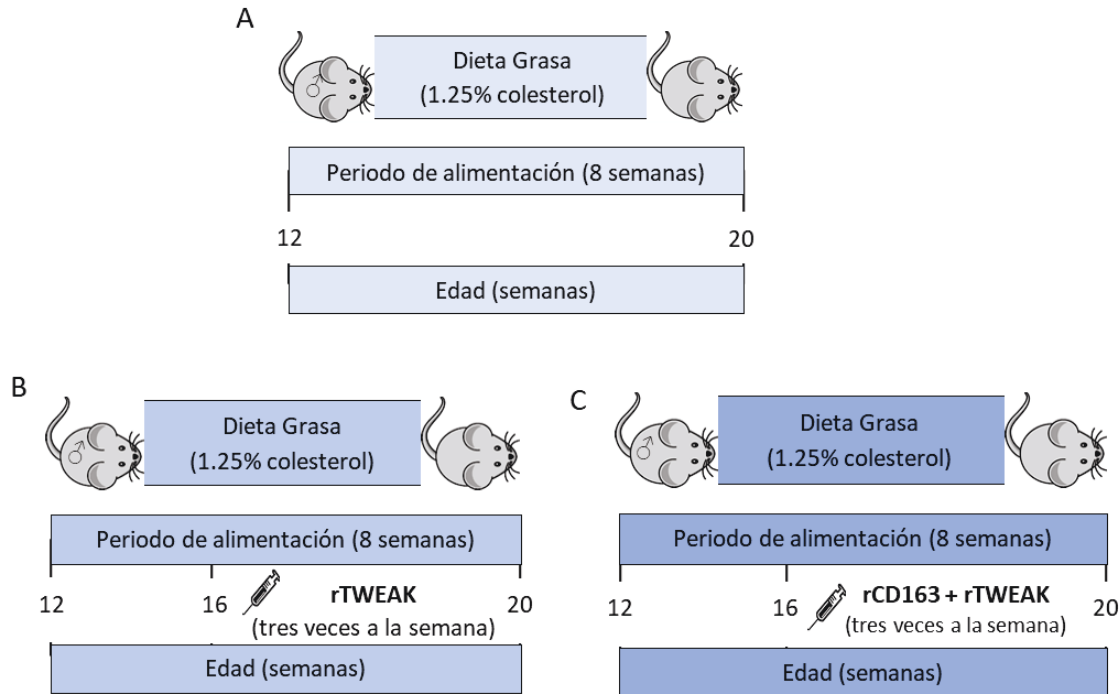 A
♂
Dieta Grasa
(1.25% colesterol)
Periodo de alimentación (8 semanas)
12
20
Edad (semanas)
B
♂
Dieta Grasa
(1.25% colesterol)
Periodo de alimentación (8 semanas)
12
16
rTWEAK
(tres veces a la semana)
20
Edad (semanas)
C
♂
Dieta Grasa
(1.25% colesterol)
Periodo de alimentación (8 semanas)
12
16
rCD163 + rTWEAK
(tres veces a la semana)
20
Edad (semanas)